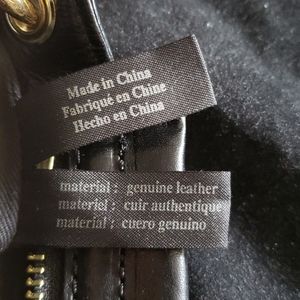 Made in China
Fabriqué en Chine
Hecho en China
material : genuine leather
materiel : cuir authentique
material : cuero genuino